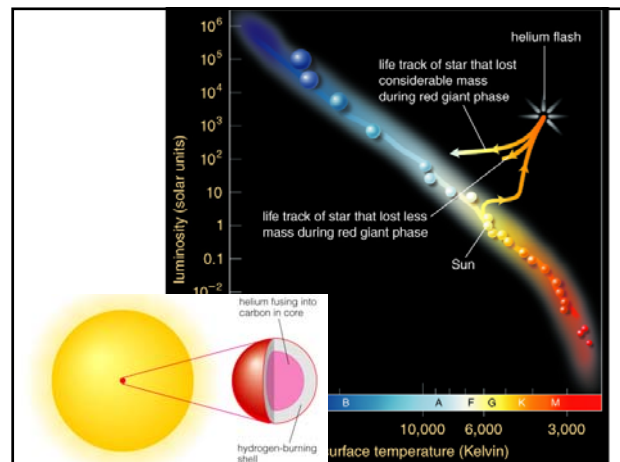 10⁶
10⁵
10⁴
10³
10²
10
1
0.1
10⁻²
luminosity (solar units)
helium flash
life track of star that lost
considerable mass
during red giant phase
life track of star that lost less
mass during red giant phase
Sun
helium fusing into
carbon in core
hydrogen-burning
shell
B A F G K M
10,000 6,000 3,000
surface temperature (Kelvin)